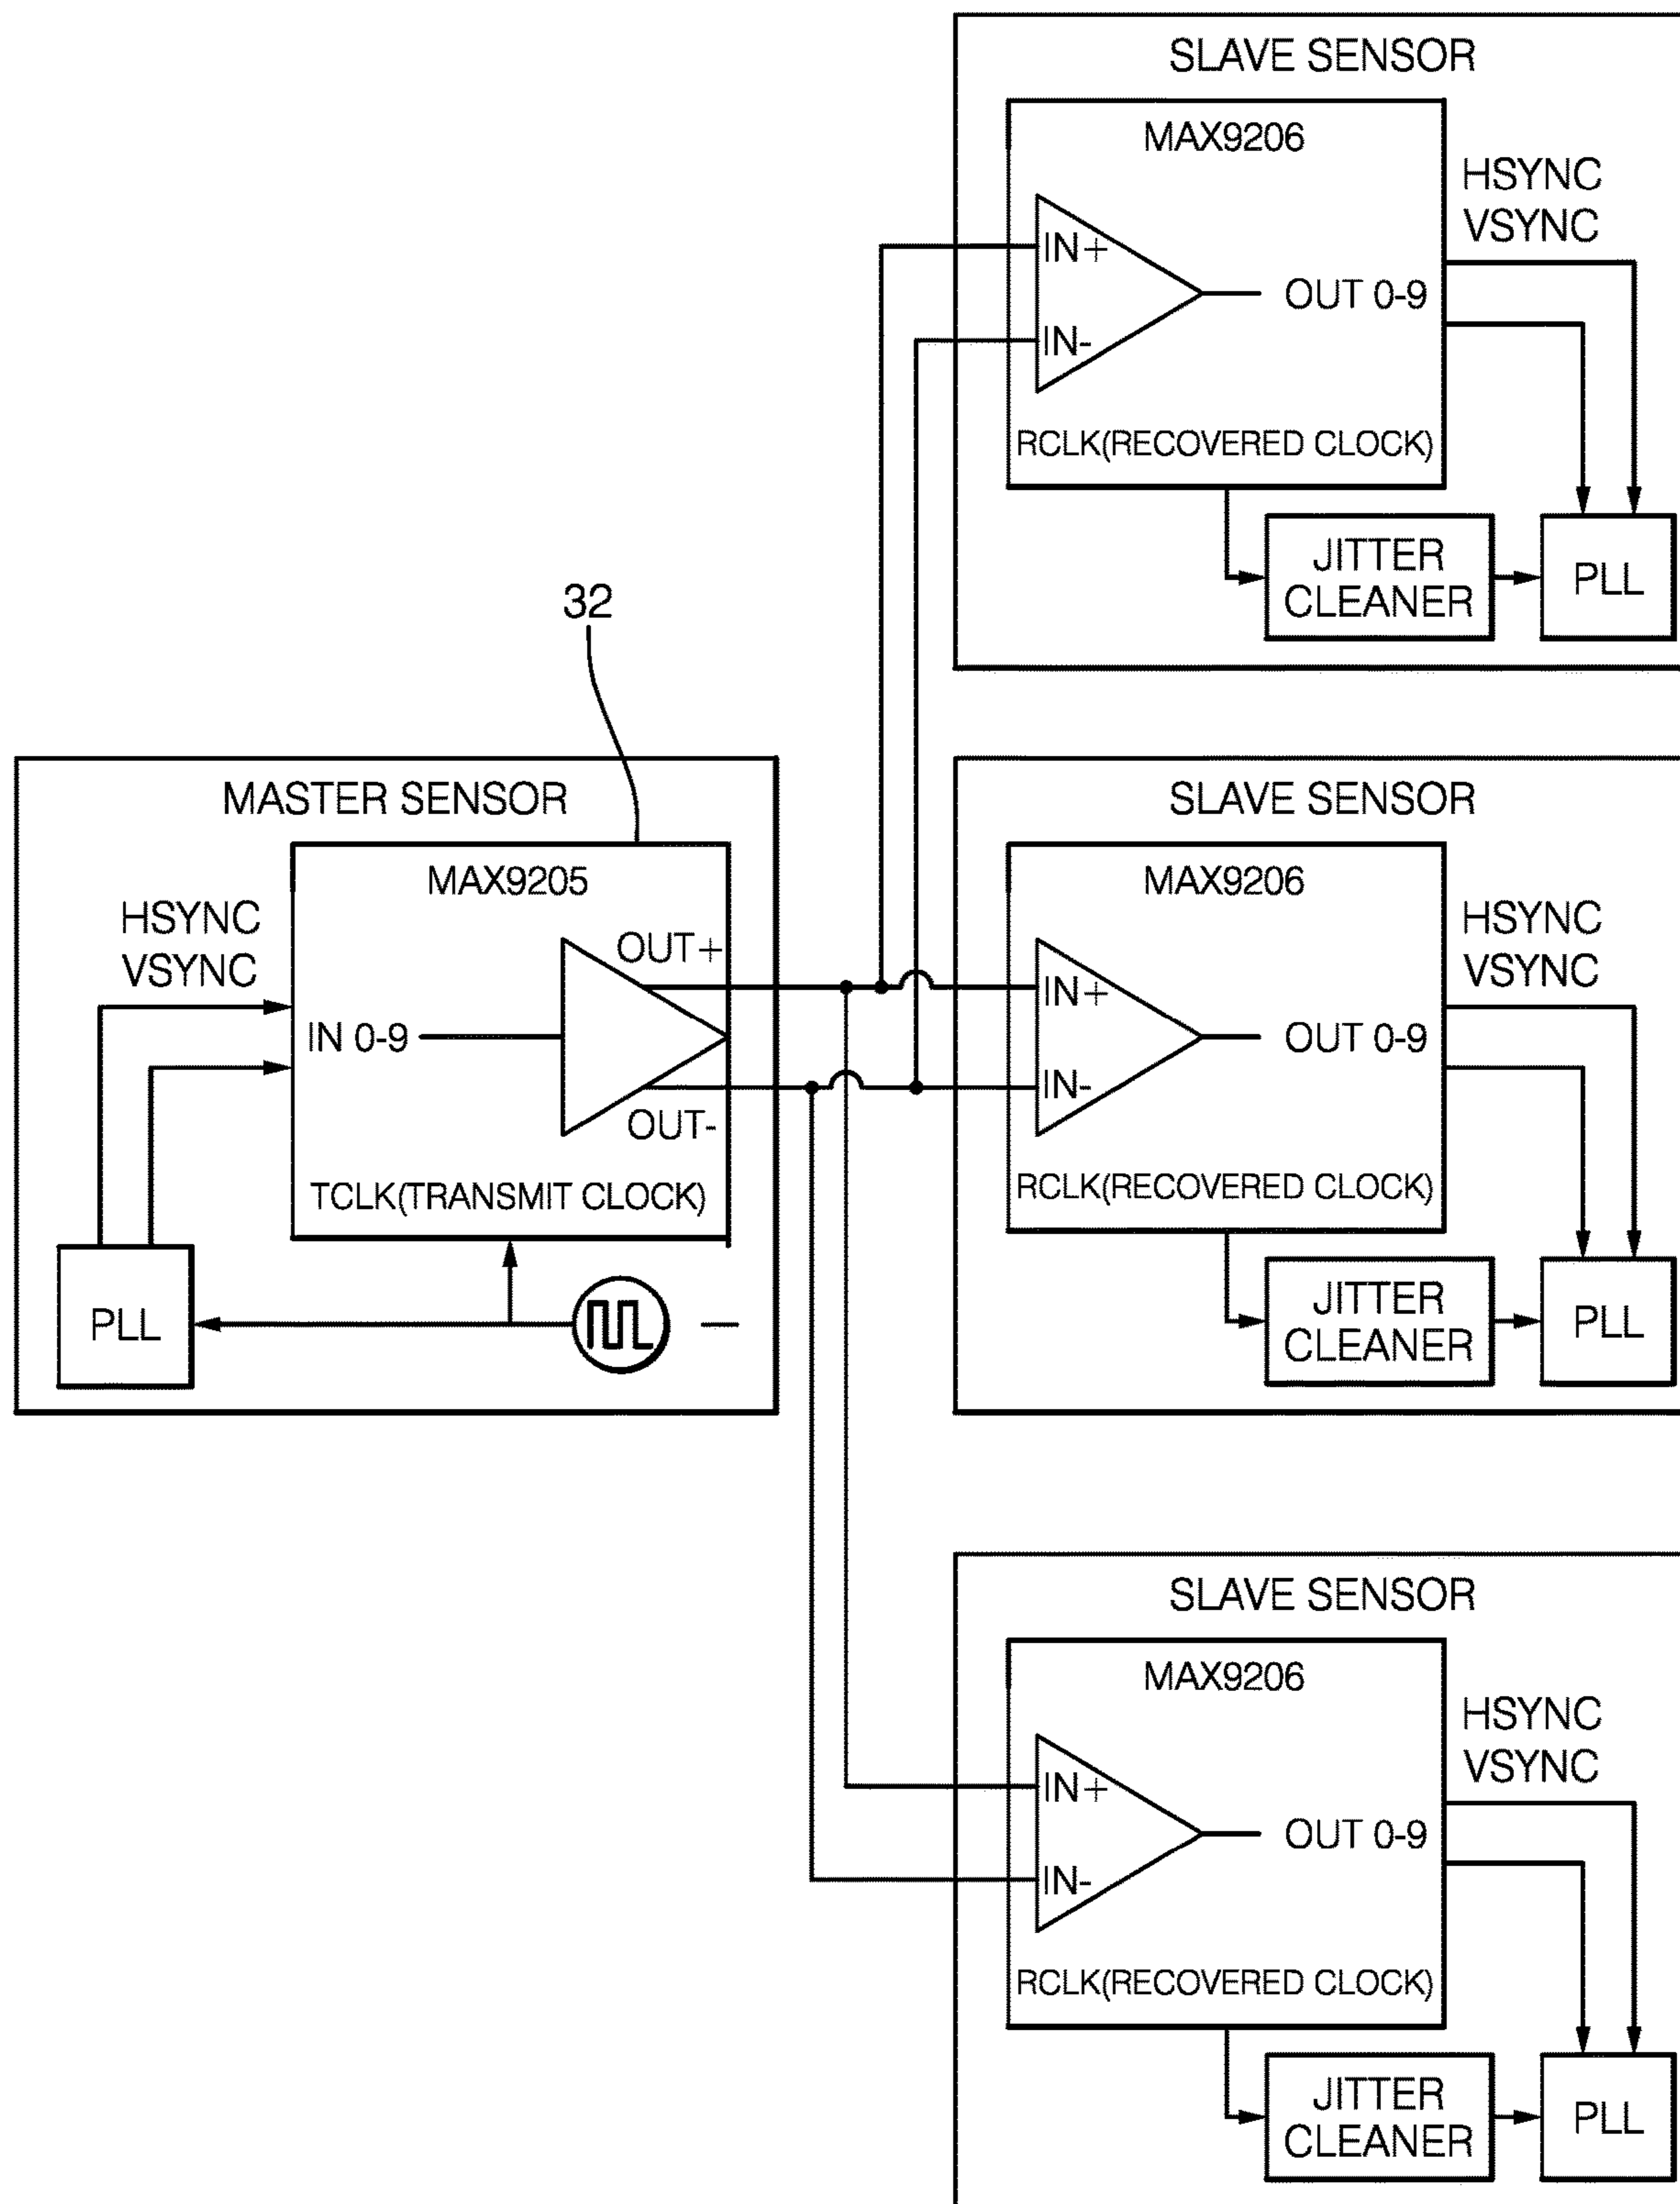 SLAVE SENSOR
MAX9206
HSYNC
VSYNC
IN+
OUT 0-9
IN-
RCLK(RECOVERED CLOCK)
JITTER
CLEANER
PLL
32
MASTER SENSOR
MAX9205
HSYNC
VSYNC
OUT+
IN 0-9
OUT-
TCLK(TRANSMIT CLOCK)
PLL
SLAVE SENSOR
MAX9206
HSYNC
VSYNC
IN+
OUT 0-9
IN-
RCLK(RECOVERED CLOCK)
JITTER
CLEANER
PLL
SLAVE SENSOR
MAX9206
HSYNC
VSYNC
IN+
OUT 0-9
IN-
RCLK(RECOVERED CLOCK)
JITTER
CLEANER
PLL